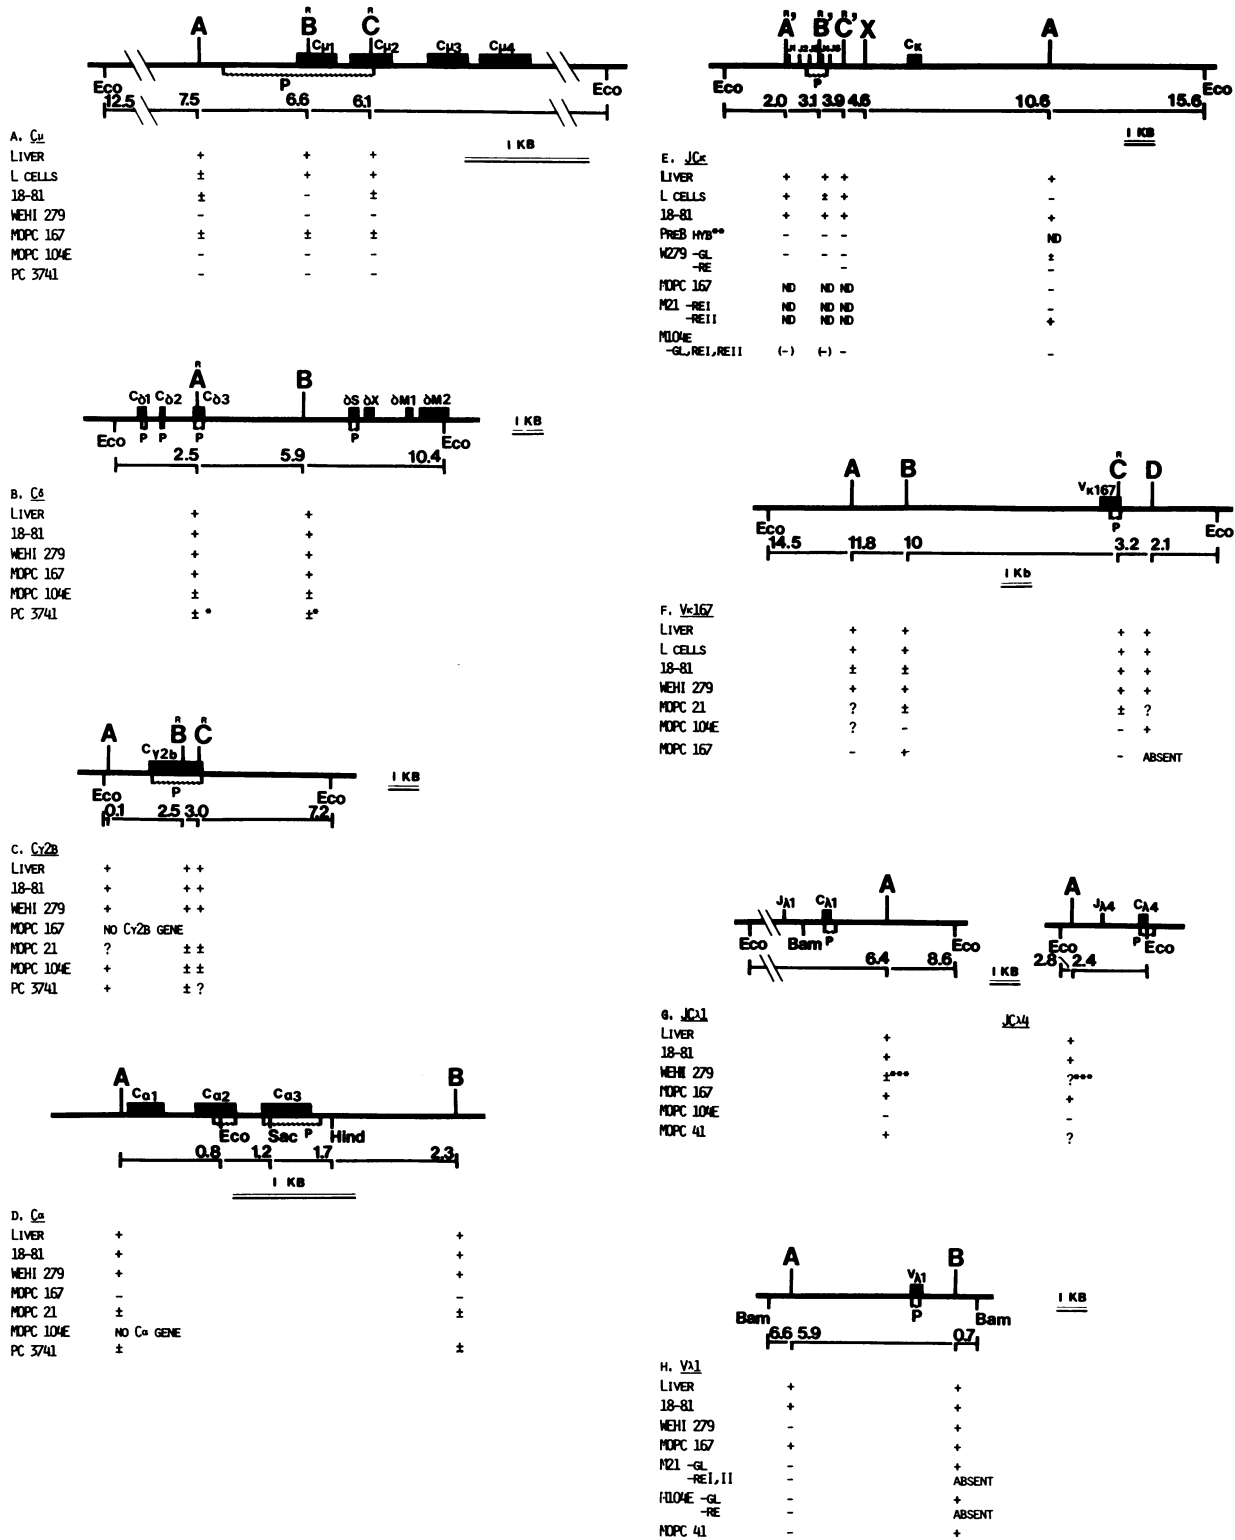 A R B R C
Cμ1 Cμ2 Cμ3 Cμ4
Eco P Eco
12.5 7.5 6.6 6.1
1 KB
A. Cμ
LIVER + + +
L CELLS ± + +
18-81 ± - ±
WEHI 279 - - -
MOPC 167 ± ± ±
MOPC 104E - - -
PC 3741 - - -
R A B
Cδ1 Cδ2 Cδ3 δS δX δM1 δM2
Eco P P P P Eco
1 KB
2.5 5.9 10.4
B. Cδ
LIVER + +
18-81 + +
WEHI 279 + +
MOPC 167 + +
MOPC 104E ± ±
PC 3741 ± * ±*
A R B R C
Cγ2b
Eco P Eco
1 KB
0.1 2.5 3.0 7.2
C. Cγ2B
LIVER + + +
18-81 + + +
WEHI 279 + + +
MOPC 167 NO Cγ2B GENE
MOPC 21 ? ± ±
MOPC 104E + ± ±
PC 3741 + ± ?
A B
Cα1 Cα2 Cα3
Eco Sac P Hind
0.8 1.2 1.7 2.3
1 KB
D. Cα
LIVER + +
18-81 + +
WEHI 279 + +
MOPC 167 - -
MOPC 21 ± ±
MOPC 104E NO Cα GENE
PC 3741 ± ±
R A' R B' R C' X A
J1 J2 J3 J4 J5 Cκ
Eco P Eco
2.0 3.1 3.9 4.6 10.6 15.6
1 KB
E. JCκ
LIVER + + + +
L CELLS + ± + -
18-81 + + + +
PREB HYB** - - - ND
W279 -GL - - - ±
-RE - -
MOPC 167 ND ND ND -
M21 -REI ND ND ND -
-REII ND ND ND +
M104E
-GL,REI,REII (-) (-) - -
A B R C D
Vκ167
Eco P Eco
14.5 11.8 10 3.2 2.1
1 Kb
F. Vκ167
LIVER + + + +
L CELLS + + + +
18-81 ± ± + +
WEHI 279 + + + +
MOPC 21 ? ± ± ?
MOPC 104E ? - - +
MOPC 167 - + - ABSENT
A A
Jλ1 Cλ1 Jλ4 Cλ4
Eco Bam P Eco Eco P Eco
6.4 8.6 2.8 2.4
1 KB
G. JCλ1 JCλ4
LIVER + +
18-81 + +
WEHI 279 ±*** ?***
MOPC 167 + +
MOPC 104E - -
MOPC 41 + ?
A B
Vλ1
Bam P Bam
1 KB
6.6 5.9 0.7
H. Vλ1
LIVER + +
18-81 + +
WEHI 279 - +
MOPC 167 + +
M21 -GL - +
-REI,II - ABSENT
M104E -GL - +
-RE - ABSENT
MOPC 41 - +